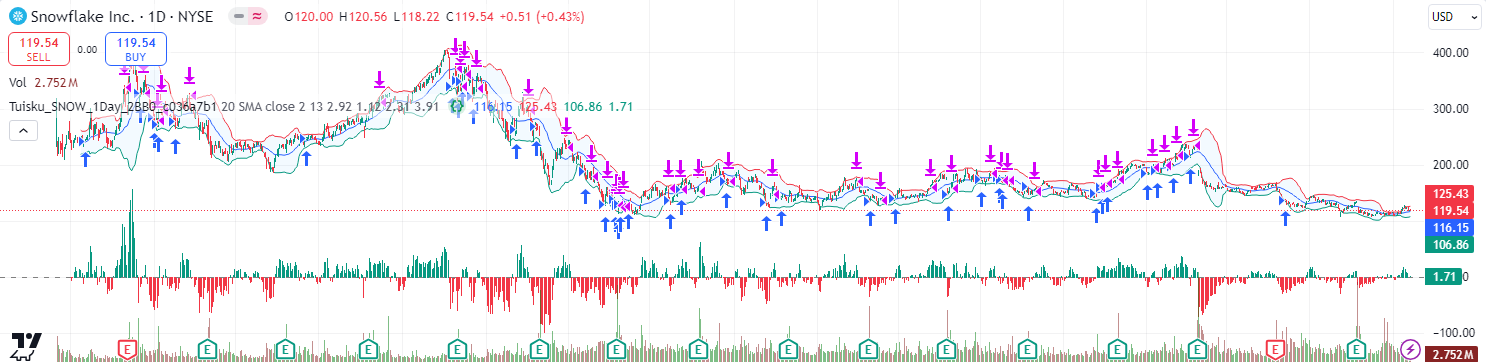 Snowflake Inc. · 1D · NYSE O120.00 H120.56 L118.22 C119.54 +0.51 (+0.43%)
USD
119.54 SELL
0.00
119.54 BUY
Vol 2.752M
Tuisku_SNOW_1Day_2BB0_c036a7b1 20 SMA close 2 13 2.92 1.12 2.31 3.91 116.15 125.43 106.86 1.71
400.00
300.00
200.00
125.43
119.54
116.15
106.86
1.71
0
−100.00
2.752M
E E E E E E E E E E E E E E E E